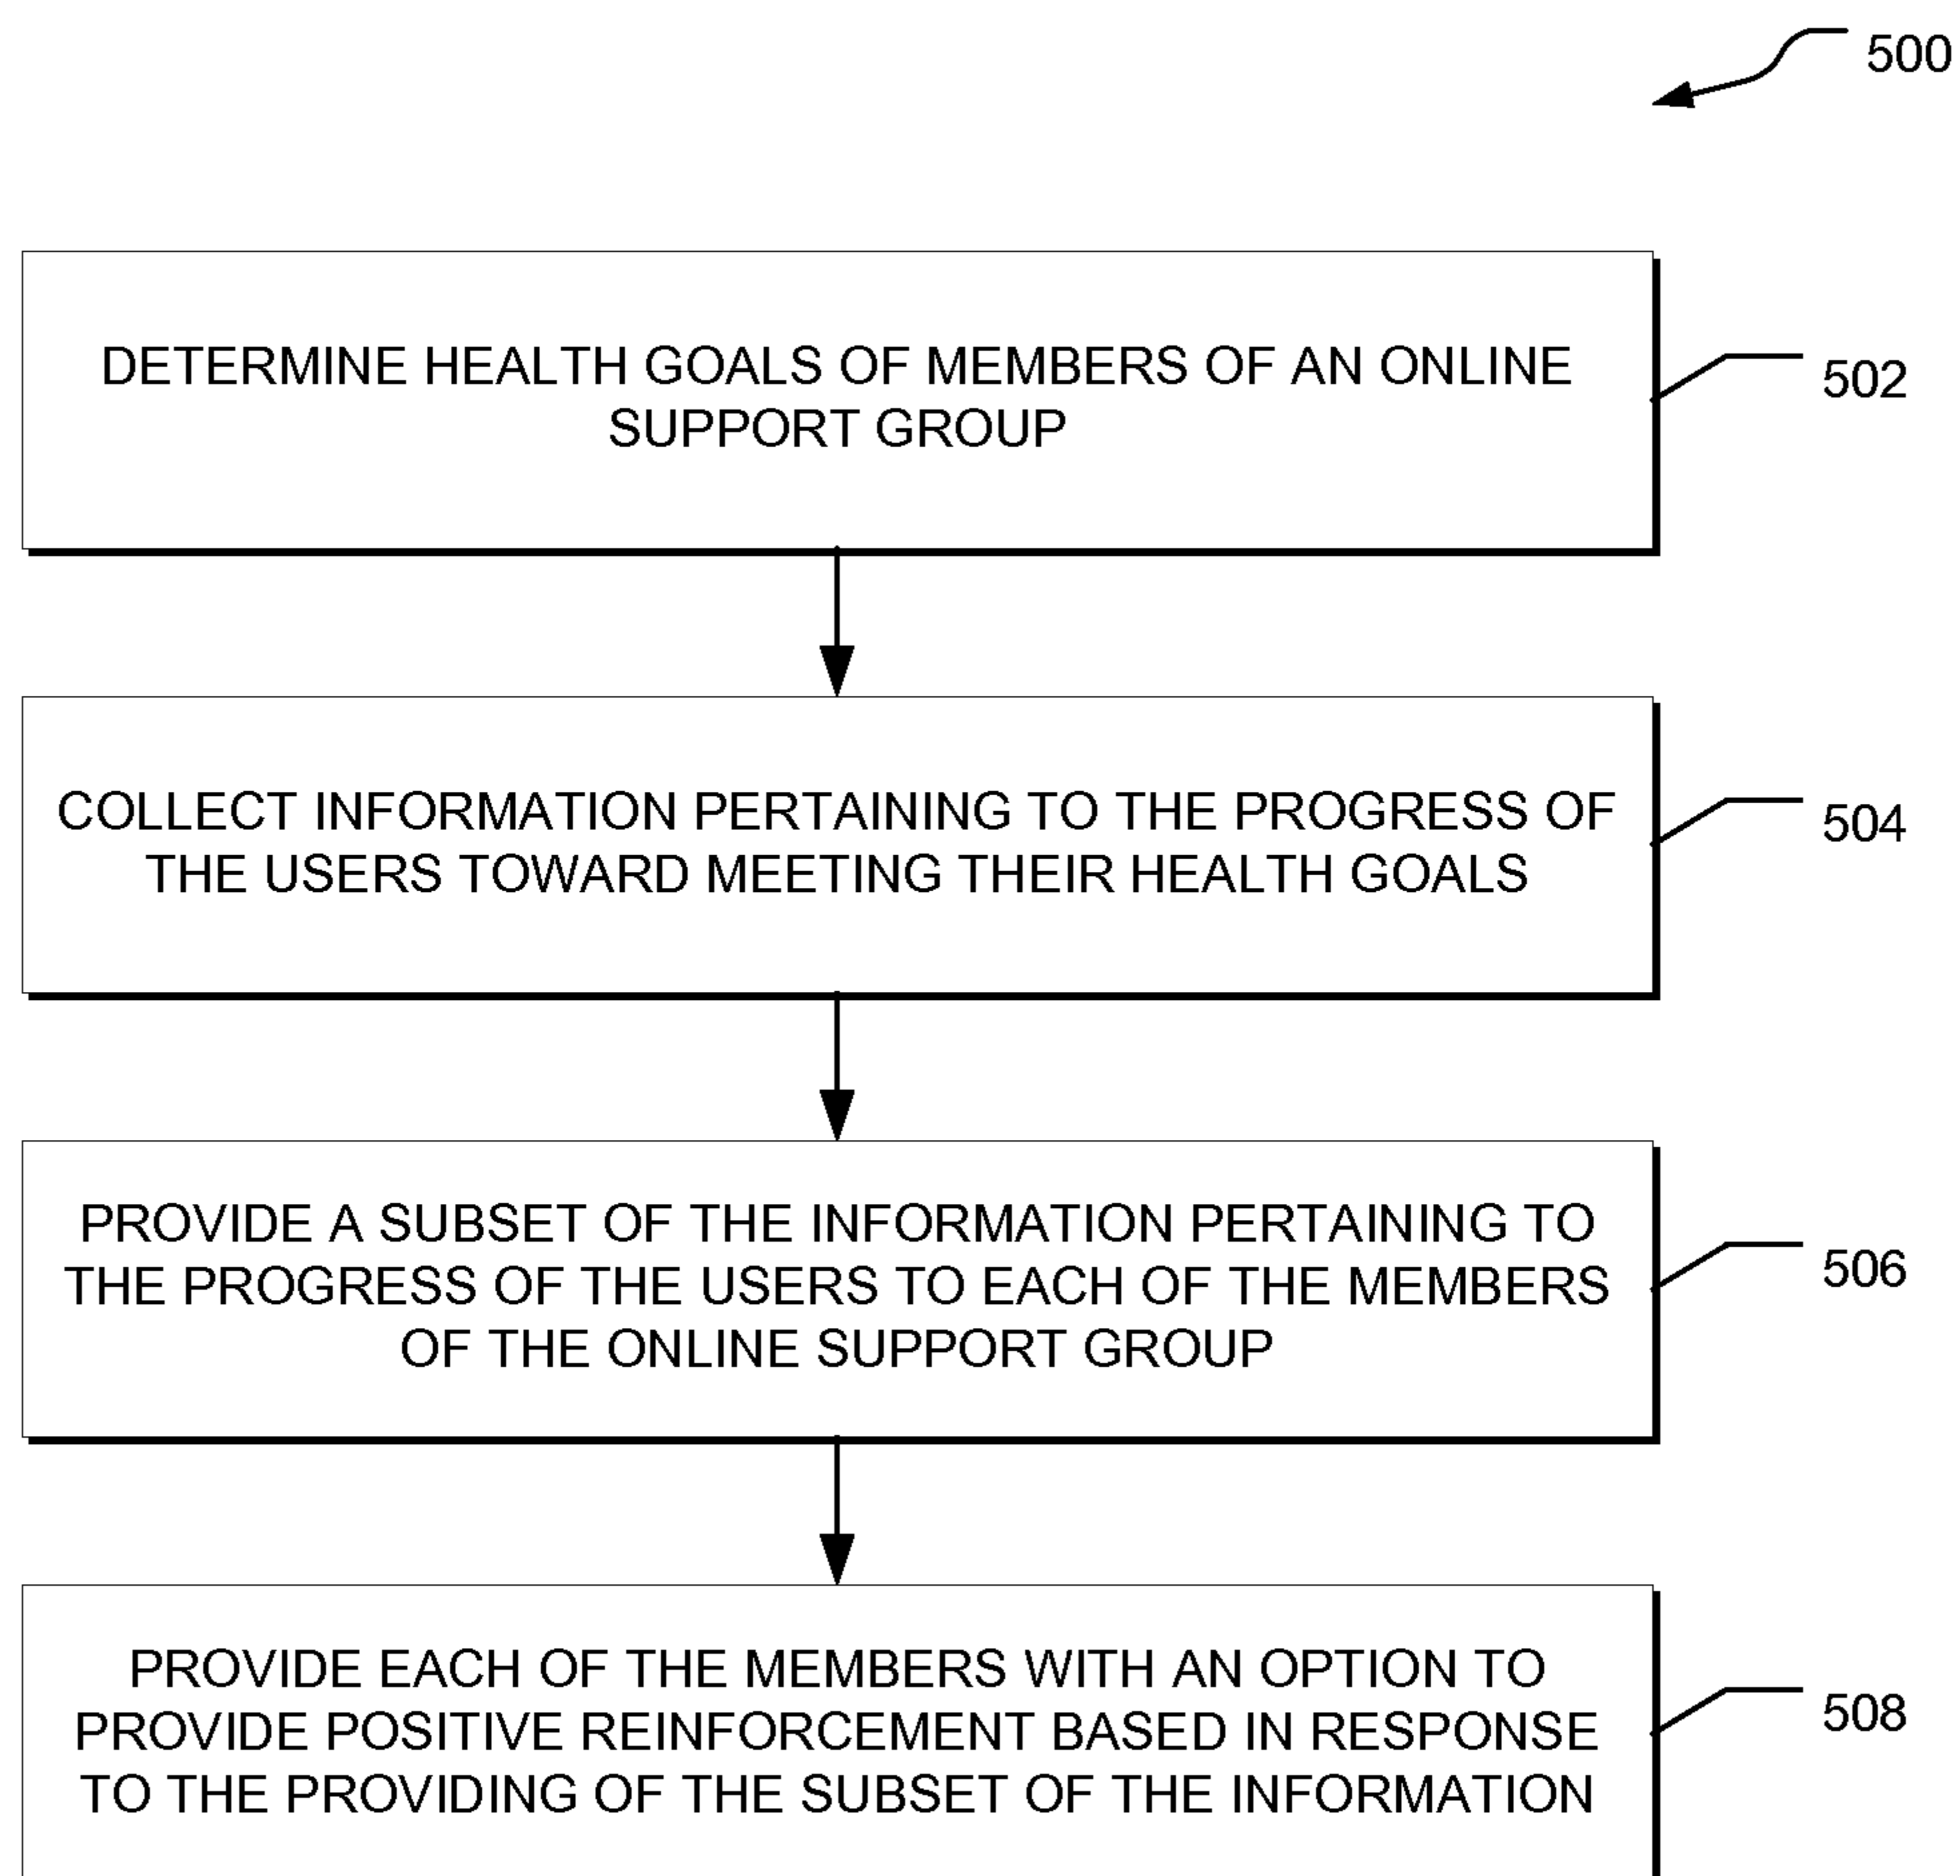 500
DETERMINE HEALTH GOALS OF MEMBERS OF AN ONLINE
SUPPORT GROUP
502
COLLECT INFORMATION PERTAINING TO THE PROGRESS OF
THE USERS TOWARD MEETING THEIR HEALTH GOALS
504
PROVIDE A SUBSET OF THE INFORMATION PERTAINING TO
THE PROGRESS OF THE USERS TO EACH OF THE MEMBERS
OF THE ONLINE SUPPORT GROUP
506
PROVIDE EACH OF THE MEMBERS WITH AN OPTION TO
PROVIDE POSITIVE REINFORCEMENT BASED IN RESPONSE
TO THE PROVIDING OF THE SUBSET OF THE INFORMATION
508